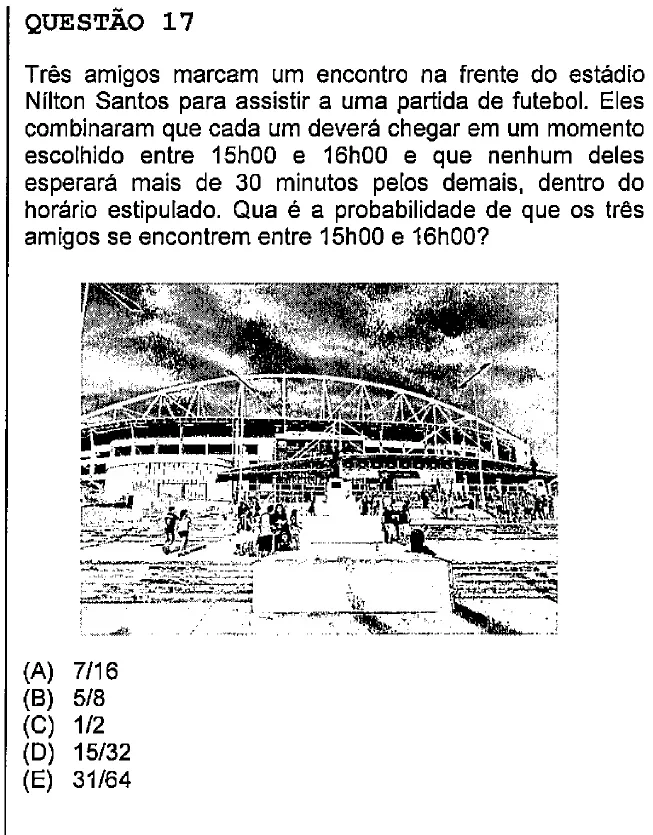 QUESTÃO 17
Três amigos marcam um encontro na frente do estádio
Nílton Santos para assistir a uma partida de futebol. Eles
combinaram que cada um deverá chegar em um momento
escolhido entre 15h00 e 16h00 e que nenhum deles
esperará mais de 30 minutos pelos demais, dentro do
horário estipulado. Qua é a probabilidade de que os três
amigos se encontrem entre 15h00 e 16h00?
(A) 7/16
(B) 5/8
(C) 1/2
(D) 15/32
(E) 31/64